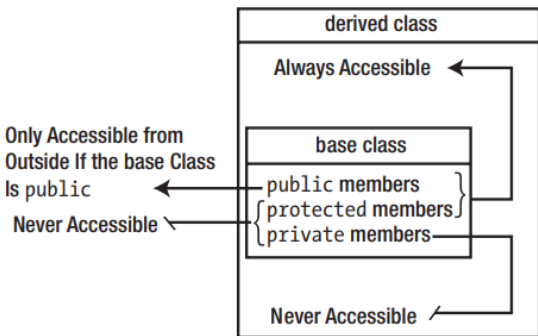 derived class
Always Accessible
Only Accessible from
Outside If the base Class
Is public
base class
public members
protected members
Never Accessible
private members
Never Accessible